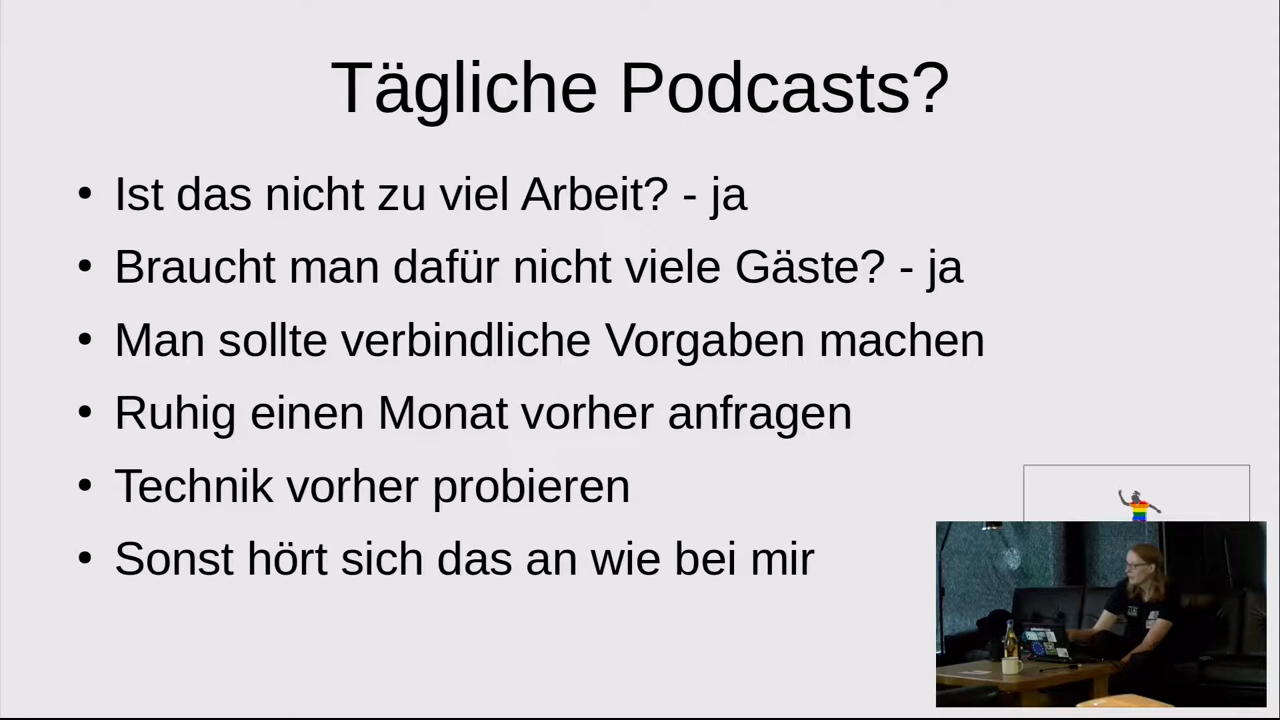 Tägliche Podcasts?
• Ist das nicht zu viel Arbeit? - ja
• Braucht man dafür nicht viele Gäste? - ja
• Man sollte verbindliche Vorgaben machen
• Ruhig einen Monat vorher anfragen
• Technik vorher probieren
• Sonst hört sich das an wie bei mir